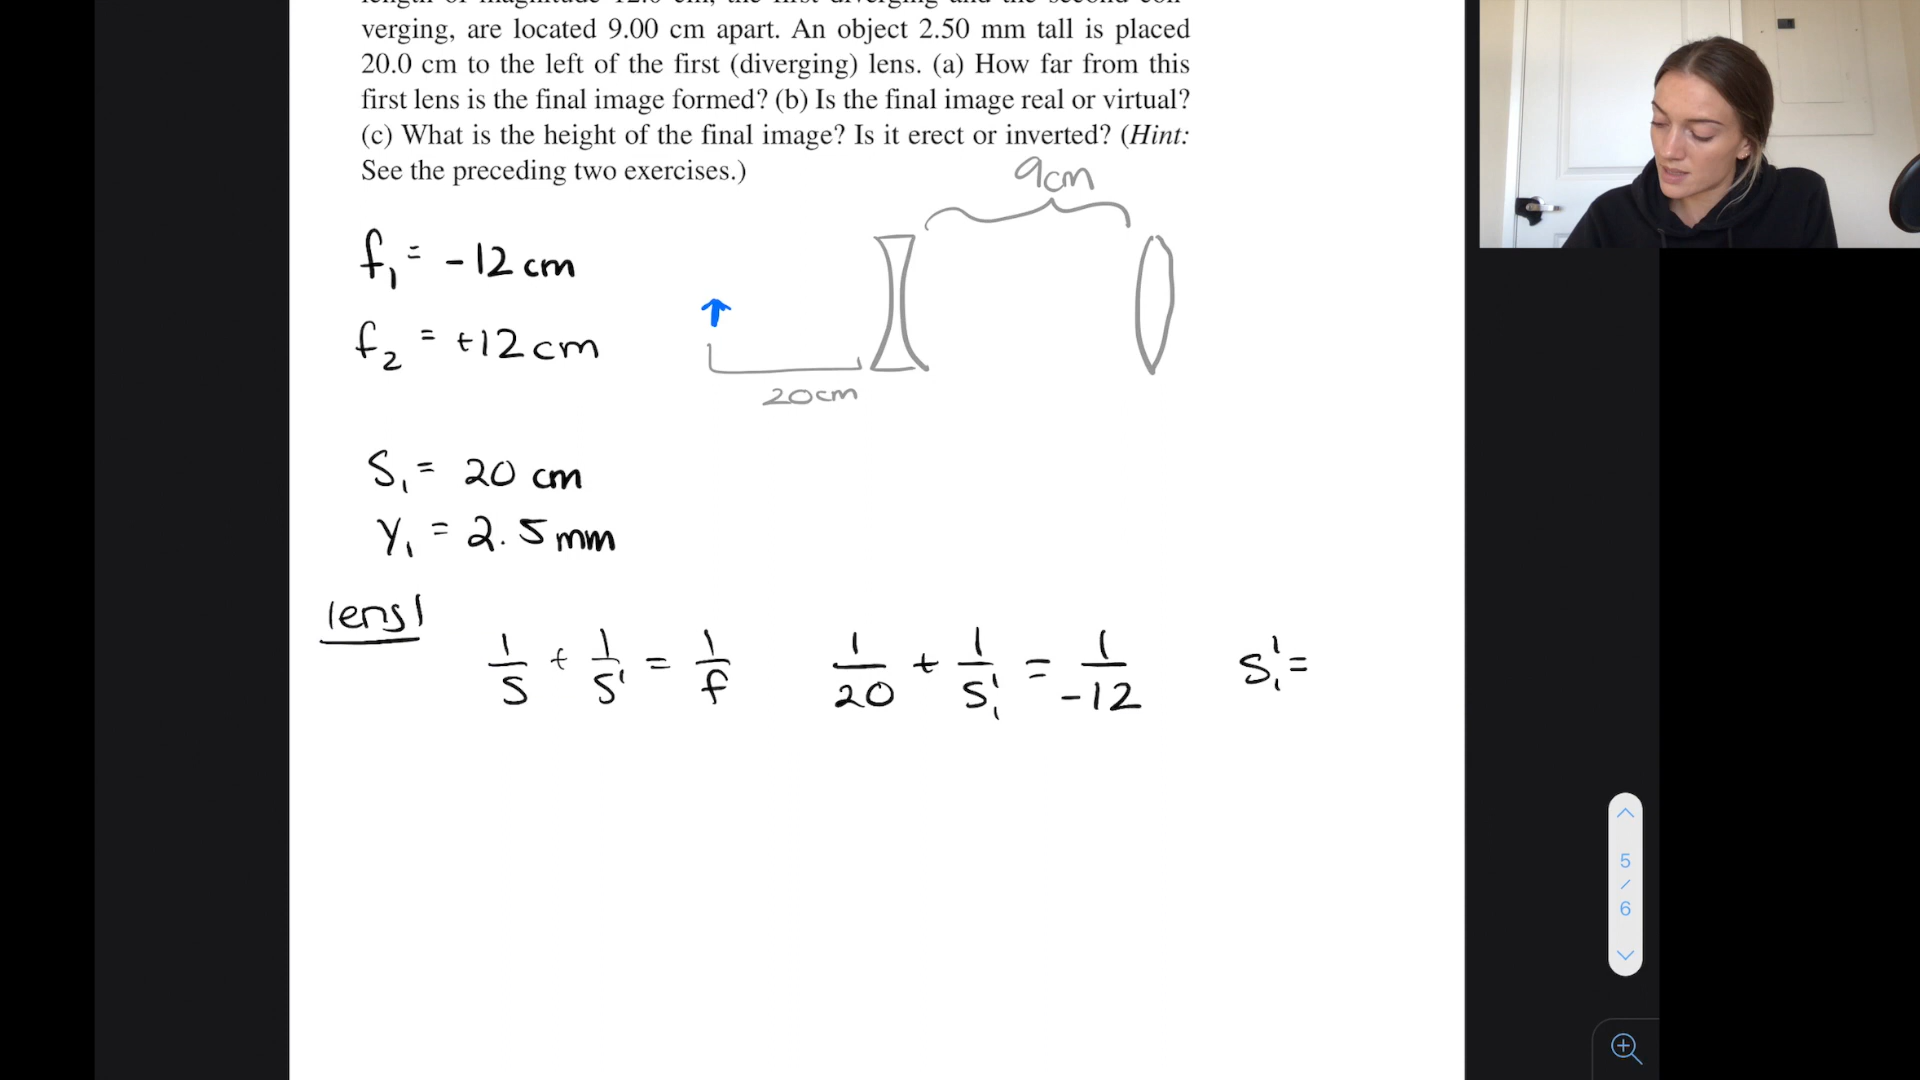 verging, are located 9.00 cm apart. An object 2.50 mm tall is placed
20.0 cm to the left of the first (diverging) lens. (a) How far from this
first lens is the final image formed? (b) Is the final image real or virtual?
(c) What is the height of the final image? Is it erect or inverted? (Hint:
See the preceding two exercises.)
9cm
f₁ = -12 cm
f₂ = +12 cm
20cm
S₁ = 20 cm
y₁ = 2.5 mm
lens 1
1/s + 1/s' = 1/f 1/20 + 1/s₁' = 1/-12 s₁' =
5
/
6